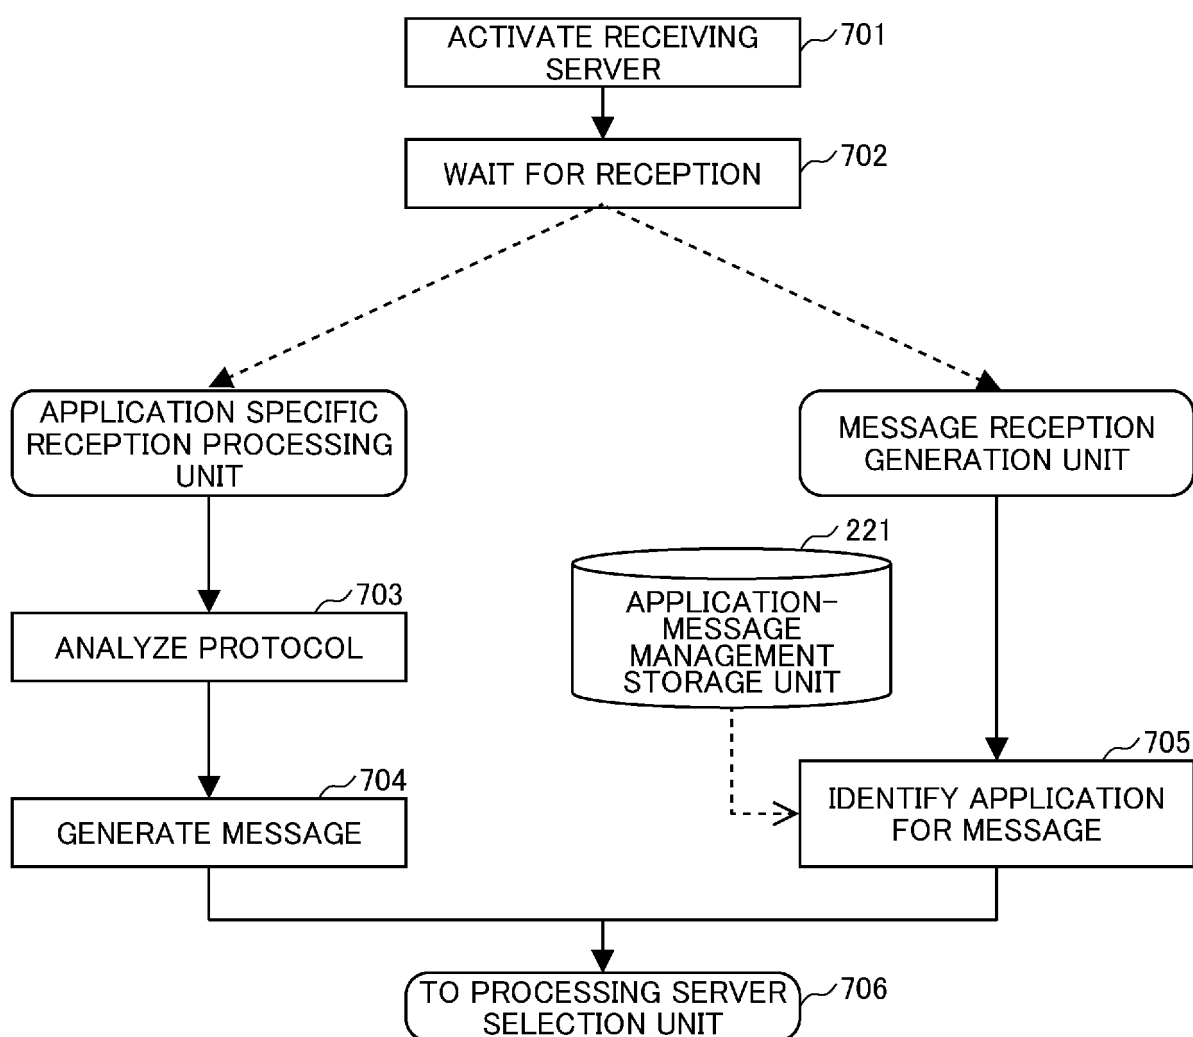 ACTIVATE RECEIVING
SERVER
701
WAIT FOR RECEPTION
702
APPLICATION SPECIFIC
RECEPTION PROCESSING
UNIT
MESSAGE RECEPTION
GENERATION UNIT
221
APPLICATION-
MESSAGE
MANAGEMENT
STORAGE UNIT
703
ANALYZE PROTOCOL
704
GENERATE MESSAGE
705
IDENTIFY APPLICATION
FOR MESSAGE
TO PROCESSING SERVER
SELECTION UNIT
706